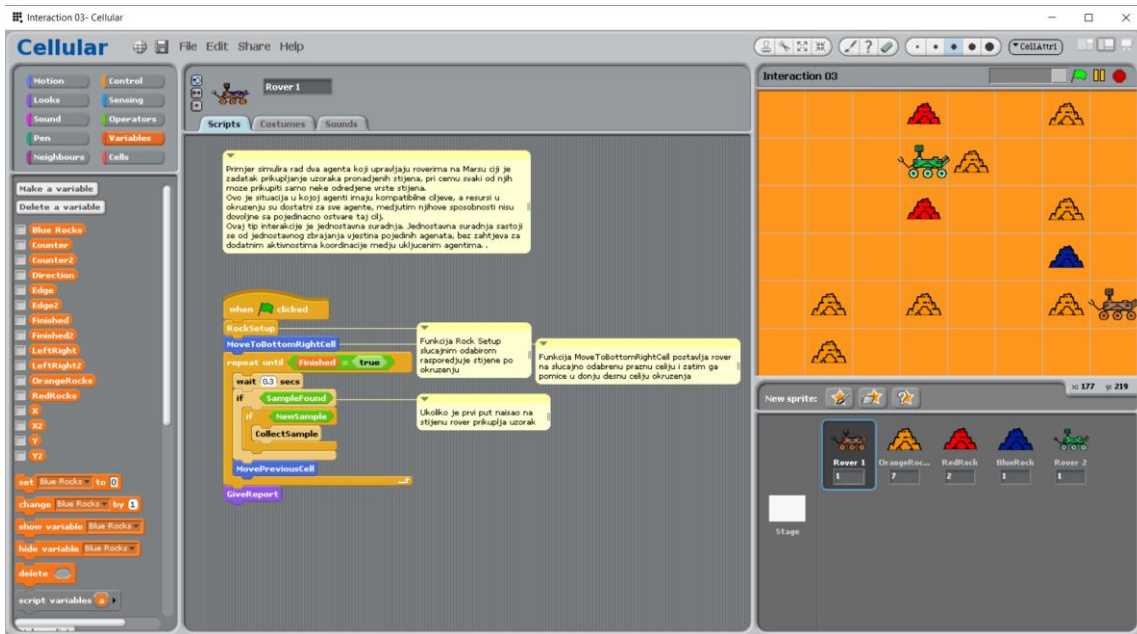 Interaction 03- Cellular
Cellular File Edit Share Help
CellAttr1
Motion Control
Looks Sensing
Sound Operators
Pen Variables
Neighbours Cells
Make a variable
Delete a variable
Blue Rocks
Counter
Counter2
Direction
Edge
Edge2
Finished
Finished2
LeftRight
LeftRight2
OrangeRocks
RedRocks
X
X2
Y
Y2
set Blue Rocks to 0
change Blue Rocks by 1
show variable Blue Rocks
hide variable Blue Rocks
delete
script variables a
Rover 1
Scripts Costumes Sounds
Primjer simulira rad dva agenta koji upravljaju roverima na Marsu ciji je
zadatak prikupljanje uzoraka pronadjenih stijena, pri cemu svaki od njih
moze prikupiti samo neke odredjene vrste stijena.
Ovo je situacija u kojoj agenti imaju kompatibilne ciljeve, a resursi u
okruzenju su dostatni za sve agente, medjutim njihove sposobnosti nisu
dovoljne sa pojedinacno ostvare taj cilj.
Ovaj tip interakcije je jednostavna suradnja. Jednostavna suradnja sastoji
se od jednostavnog zbrajanja vjestina pojedinih agenata, bez zahtjeva za
dodatnim aktivnostima koordinacije medju ukljucenim agentima. .
when clicked
RockSetup
MoveToBottomRightCell
repeat until Finished = true
wait 0.3 secs
if SampleFound
if NewSample
CollectSample
MovePreviousCell
GiveReport
Funkcija Rock Setup
slucajnim odabirom
rasporedjuje stijene po
okruzenju
Funkcija MoveToBottomRightCell postavlja rover
na slucajno odabrenu praznu celiju i zatim ga
pomice u donju desnu celiju okruzenja
Ukoliko je prvi put naisao na
stijenu rover prikuplja uzorak
Interaction 03
x: 177 y: 219
New sprite:
Rover 1 OrangeRoc... RedRock BlueRock Rover 2
1 7 2 1 1
Stage